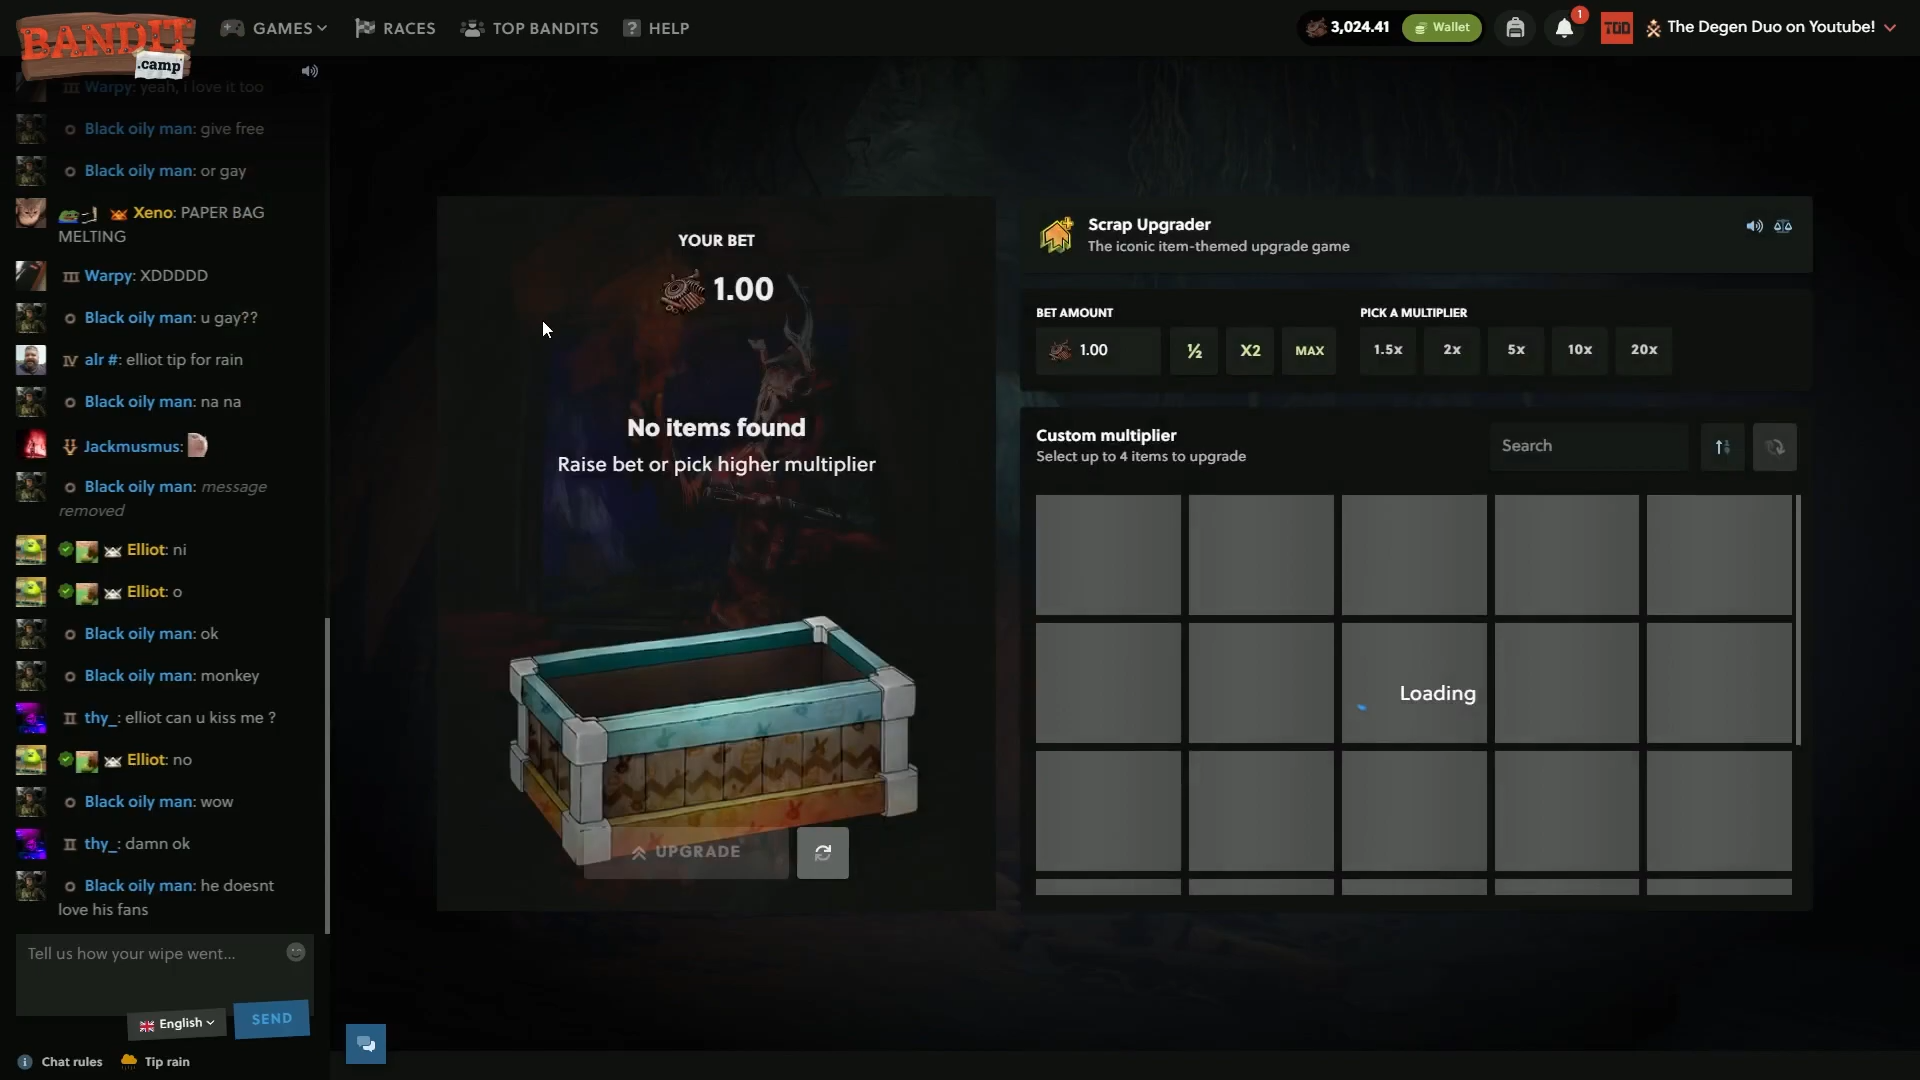 BANDIT
.camp
GAMES
RACES
TOP BANDITS
? HELP
3,024.41
Wallet
1
TDD
The Degen Duo on Youtube!
III Warpy: yeah, i love it too
Black oily man: give free
Black oily man: or gay
Xeno: PAPER BAG
MELTING
III Warpy: XDDDDD
Black oily man: u gay??
IV alr #: elliot tip for rain
Black oily man: na na
Jackmusmus:
Black oily man: message
removed
Elliot: ni
Elliot: o
Black oily man: ok
Black oily man: monkey
II thy_: elliot can u kiss me ?
Elliot: no
Black oily man: wow
II thy_: damn ok
Black oily man: he doesnt
love his fans
Tell us how your wipe went...
English
SEND
i Chat rules
Tip rain
YOUR BET
1.00
No items found
Raise bet or pick higher multiplier
UPGRADE
Scrap Upgrader
The iconic item-themed upgrade game
BET AMOUNT
1.00
½
X2
MAX
PICK A MULTIPLIER
1.5x
2x
5x
10x
20x
Custom multiplier
Select up to 4 items to upgrade
Search
Loading